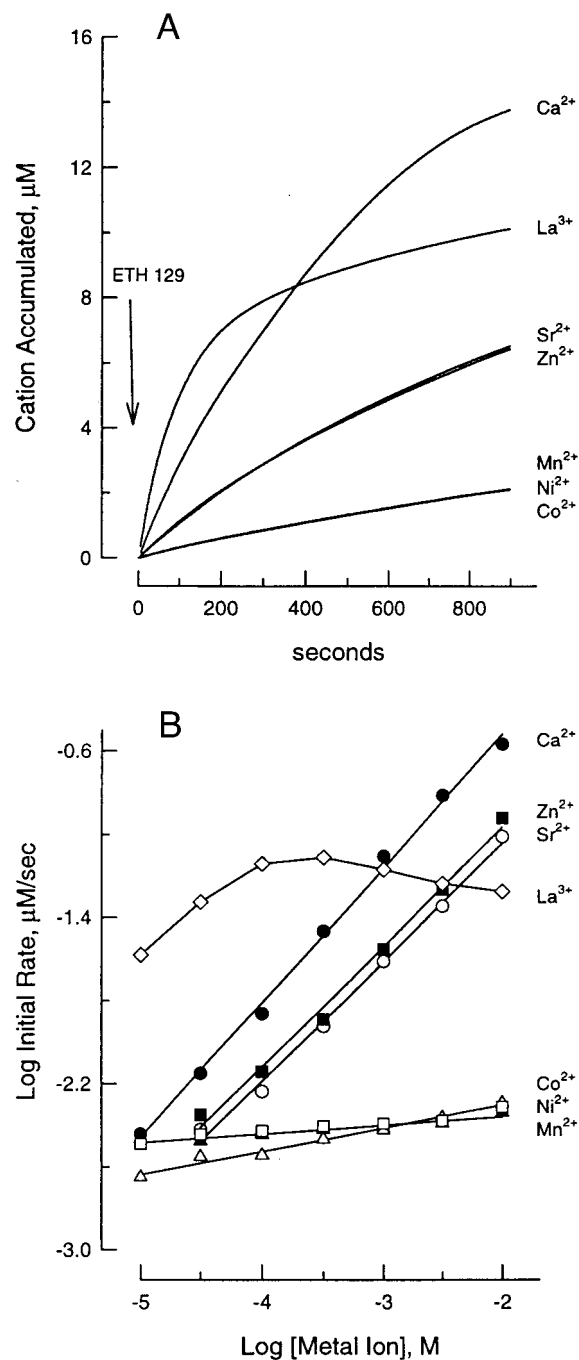 A
16
12
8
4
0
Cation Accumulated, μM
ETH 129
Ca²⁺
La³⁺
Sr²⁺
Zn²⁺
Mn²⁺
Ni²⁺
Co²⁺
0 200 400 600 800
seconds
B
-0.6
-1.4
-2.2
-3.0
Log Initial Rate, μM/sec
Ca²⁺
Zn²⁺
Sr²⁺
La³⁺
Co²⁺
Ni²⁺
Mn²⁺
-5 -4 -3 -2
Log [Metal Ion], M